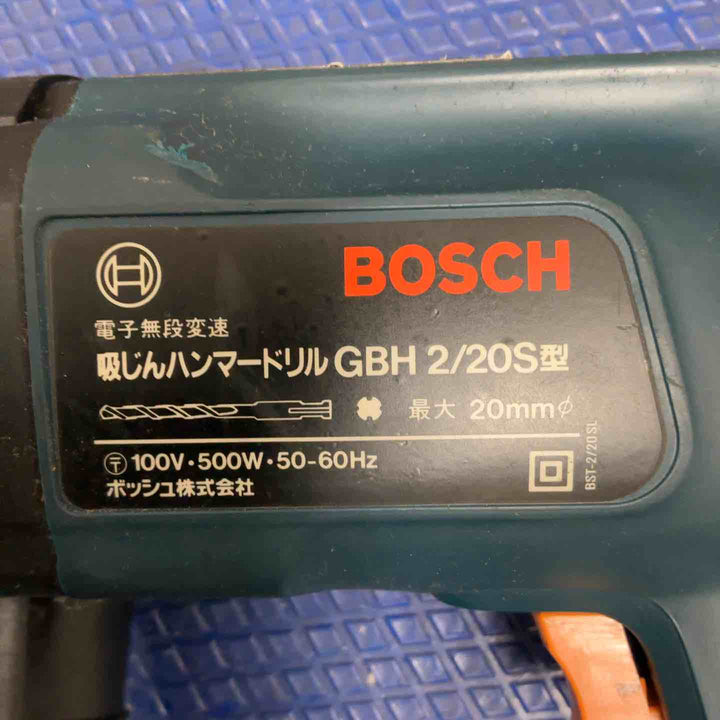 BOSCH
電子無段変速
吸じんハンマードリル GBH 2/20S型
最大 20mmφ
〒 100V・500W・50-60Hz
ボッシュ株式会社
BST-2/20 SL